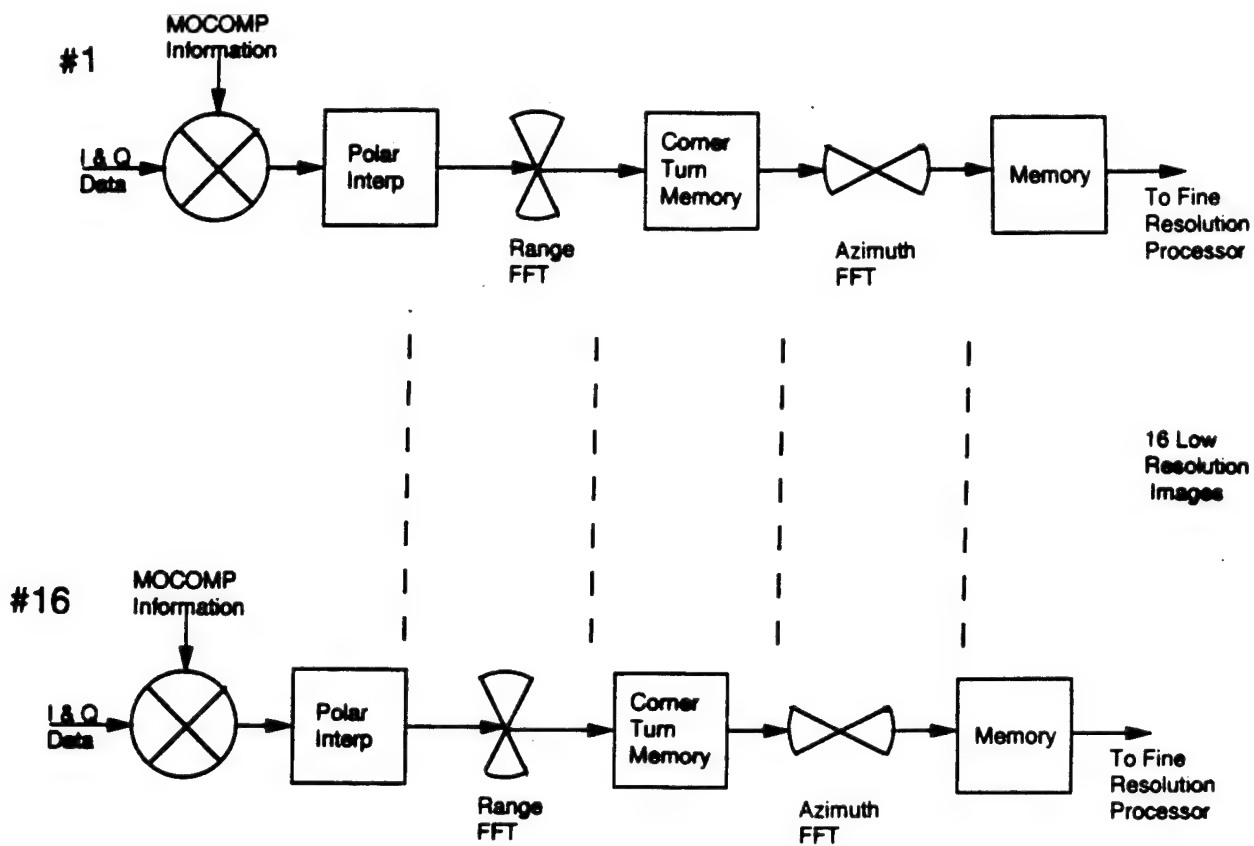 MOCOMP
Information
#1
I & Q
Data
Polar
Interp
Range
FFT
Corner
Turn
Memory
Azimuth
FFT
Memory
To Fine
Resolution
Processor
16 Low
Resolution
Images
MOCOMP
Information
#16
I & Q
Data
Polar
Interp
Range
FFT
Corner
Turn
Memory
Azimuth
FFT
Memory
To Fine
Resolution
Processor